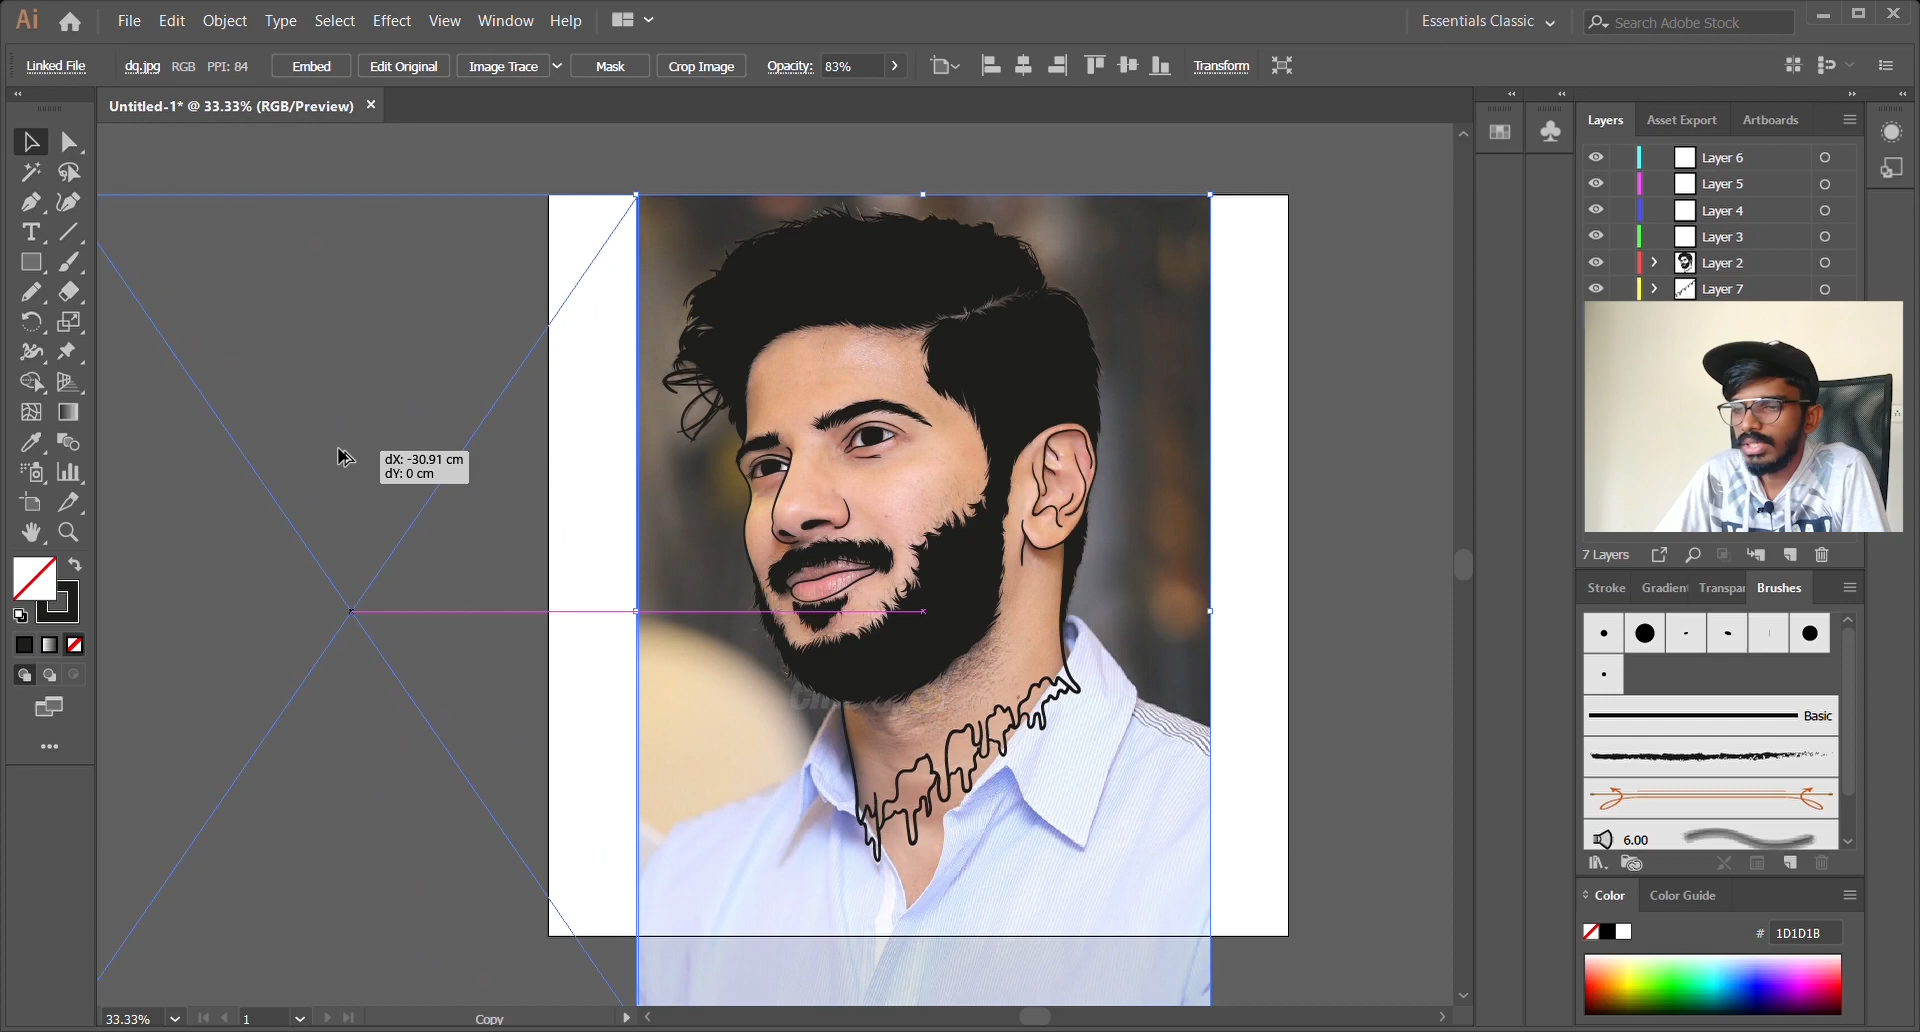 Ai File Edit Object Type Select Effect View Window Help Essentials Classic Search Adobe Stock
Linked File dq.jpg RGB PPI: 84 Embed Edit Original Image Trace Mask Crop Image Opacity: 83% Transform
Untitled-1* @ 33.33% (RGB/Preview)
Layers Asset Export Artboards
Layer 6
Layer 5
Layer 4
Layer 3
Layer 2
Layer 7
dX: -30.91 cm
dY: 0 cm
7 Layers
Stroke Gradient Transpar Brushes
Basic
6.00
Color Color Guide
# 1D1D1B
33.33% 1 Copy